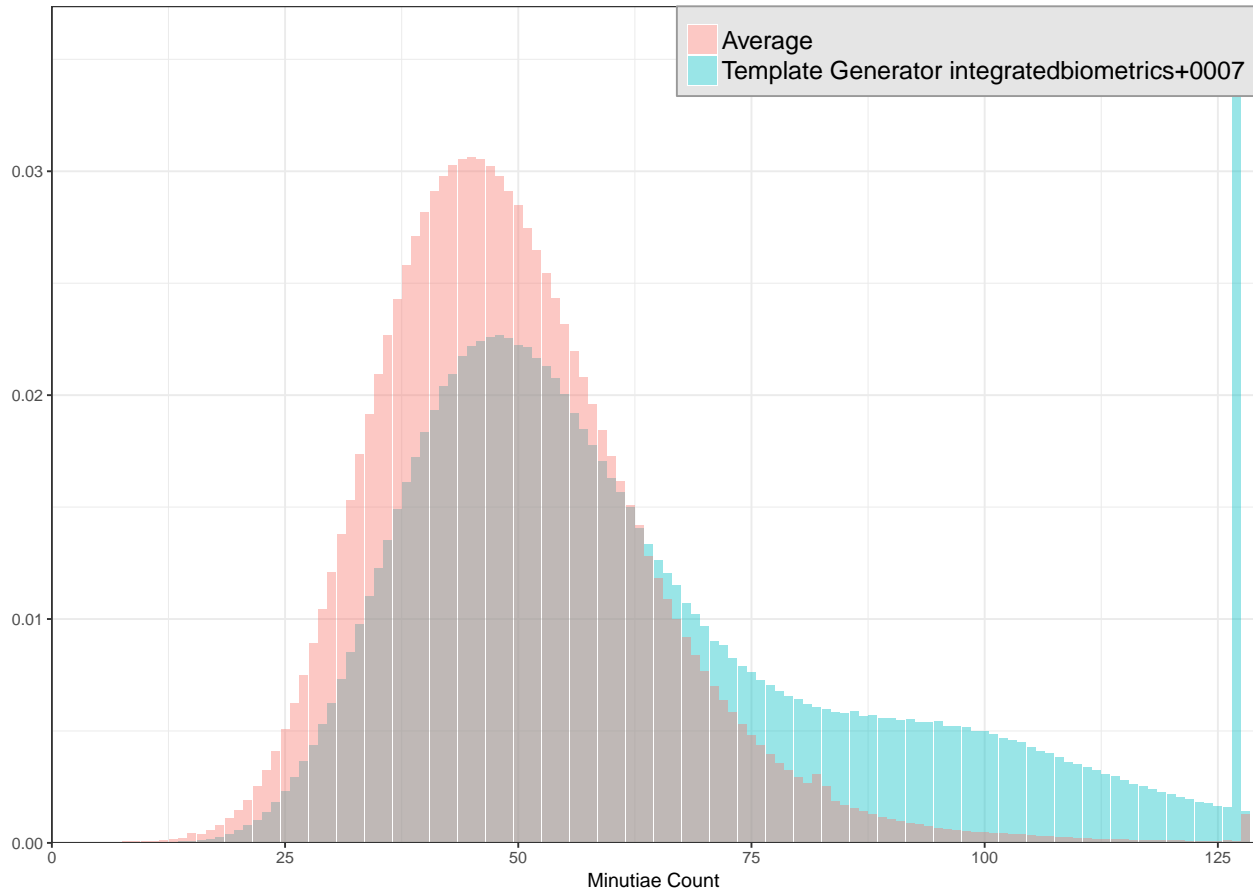 Average
Template Generator integratedbiometrics+0007
0.03
0.02
0.01
0.00
0 25 50 75 100 125
Minutiae Count